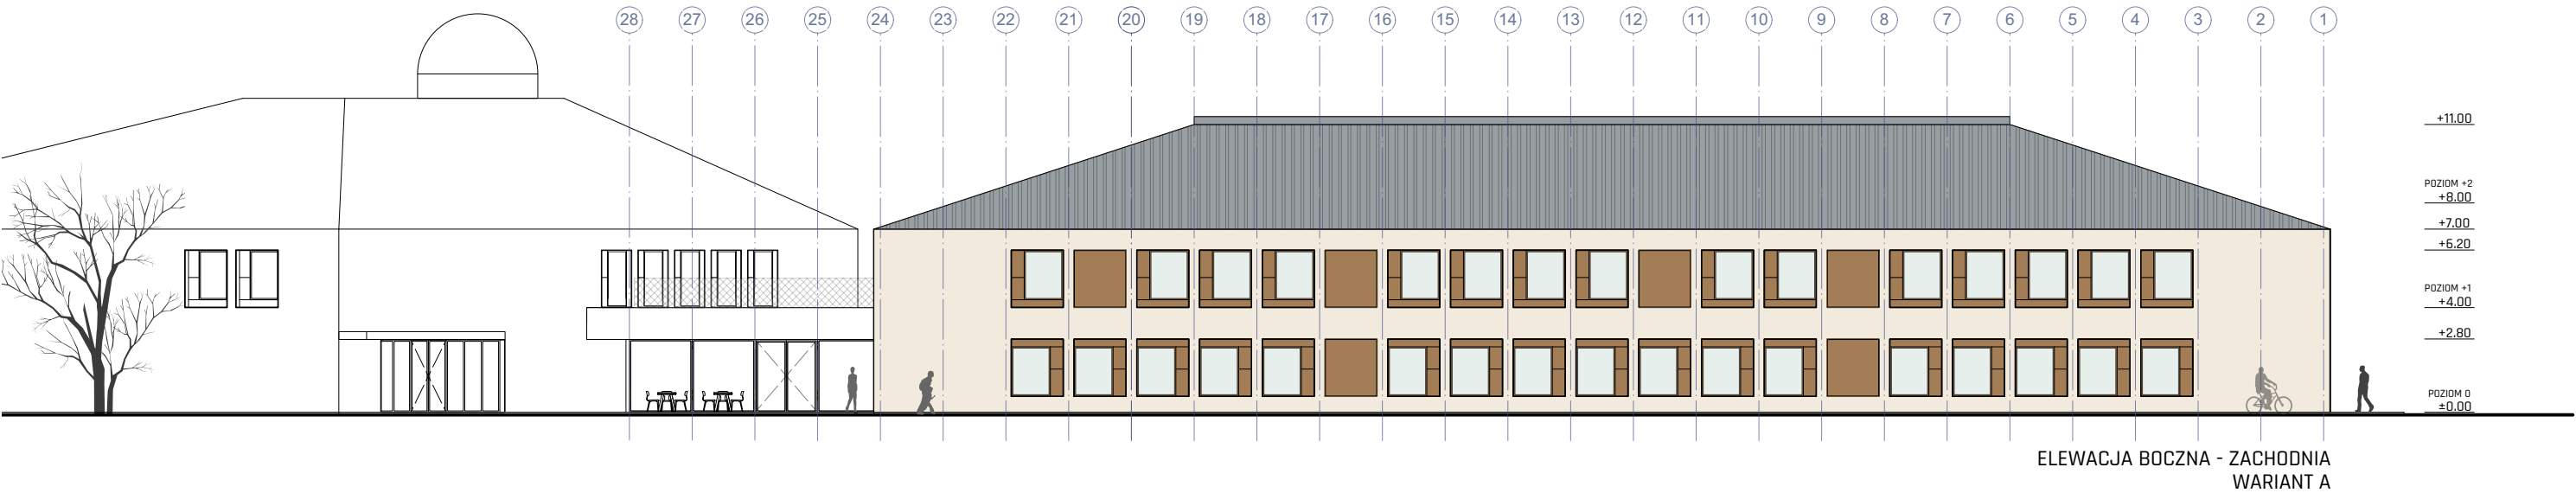 28 27 26 25 24 23 22 21 20 19 18 17 16 15 14 13 12 11 10 9 8 7 6 5 4 3 2 1
+11.00
POZIOM +2
+8.00
+7.00
+6.20
POZIOM +1
+4.00
+2.80
POZIOM 0
±0.00
ELEWACJA BOCZNA - ZACHODNIA
WARIANT A